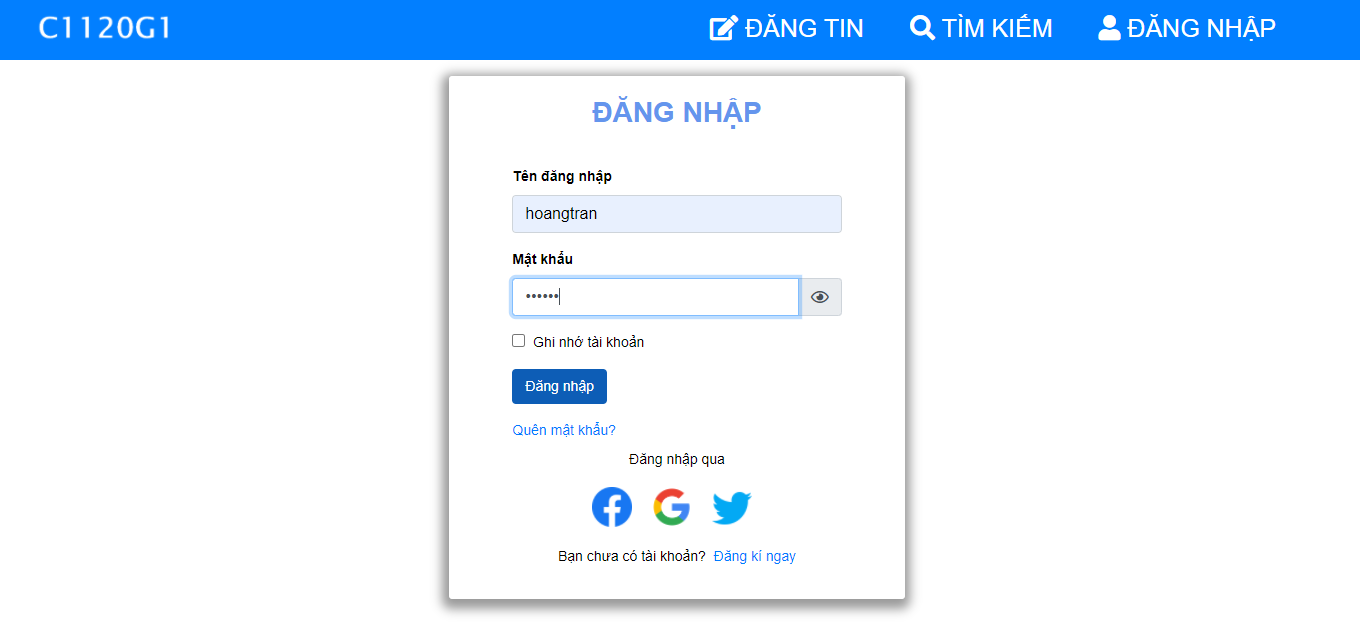 C1120G1 ĐĂNG TIN TÌM KIẾM ĐĂNG NHẬP
ĐĂNG NHẬP
Tên đăng nhập
hoangtran
Mật khẩu
••••••
Ghi nhớ tài khoản
Đăng nhập
Quên mật khẩu?
Đăng nhập qua
Bạn chưa có tài khoản? Đăng kí ngay